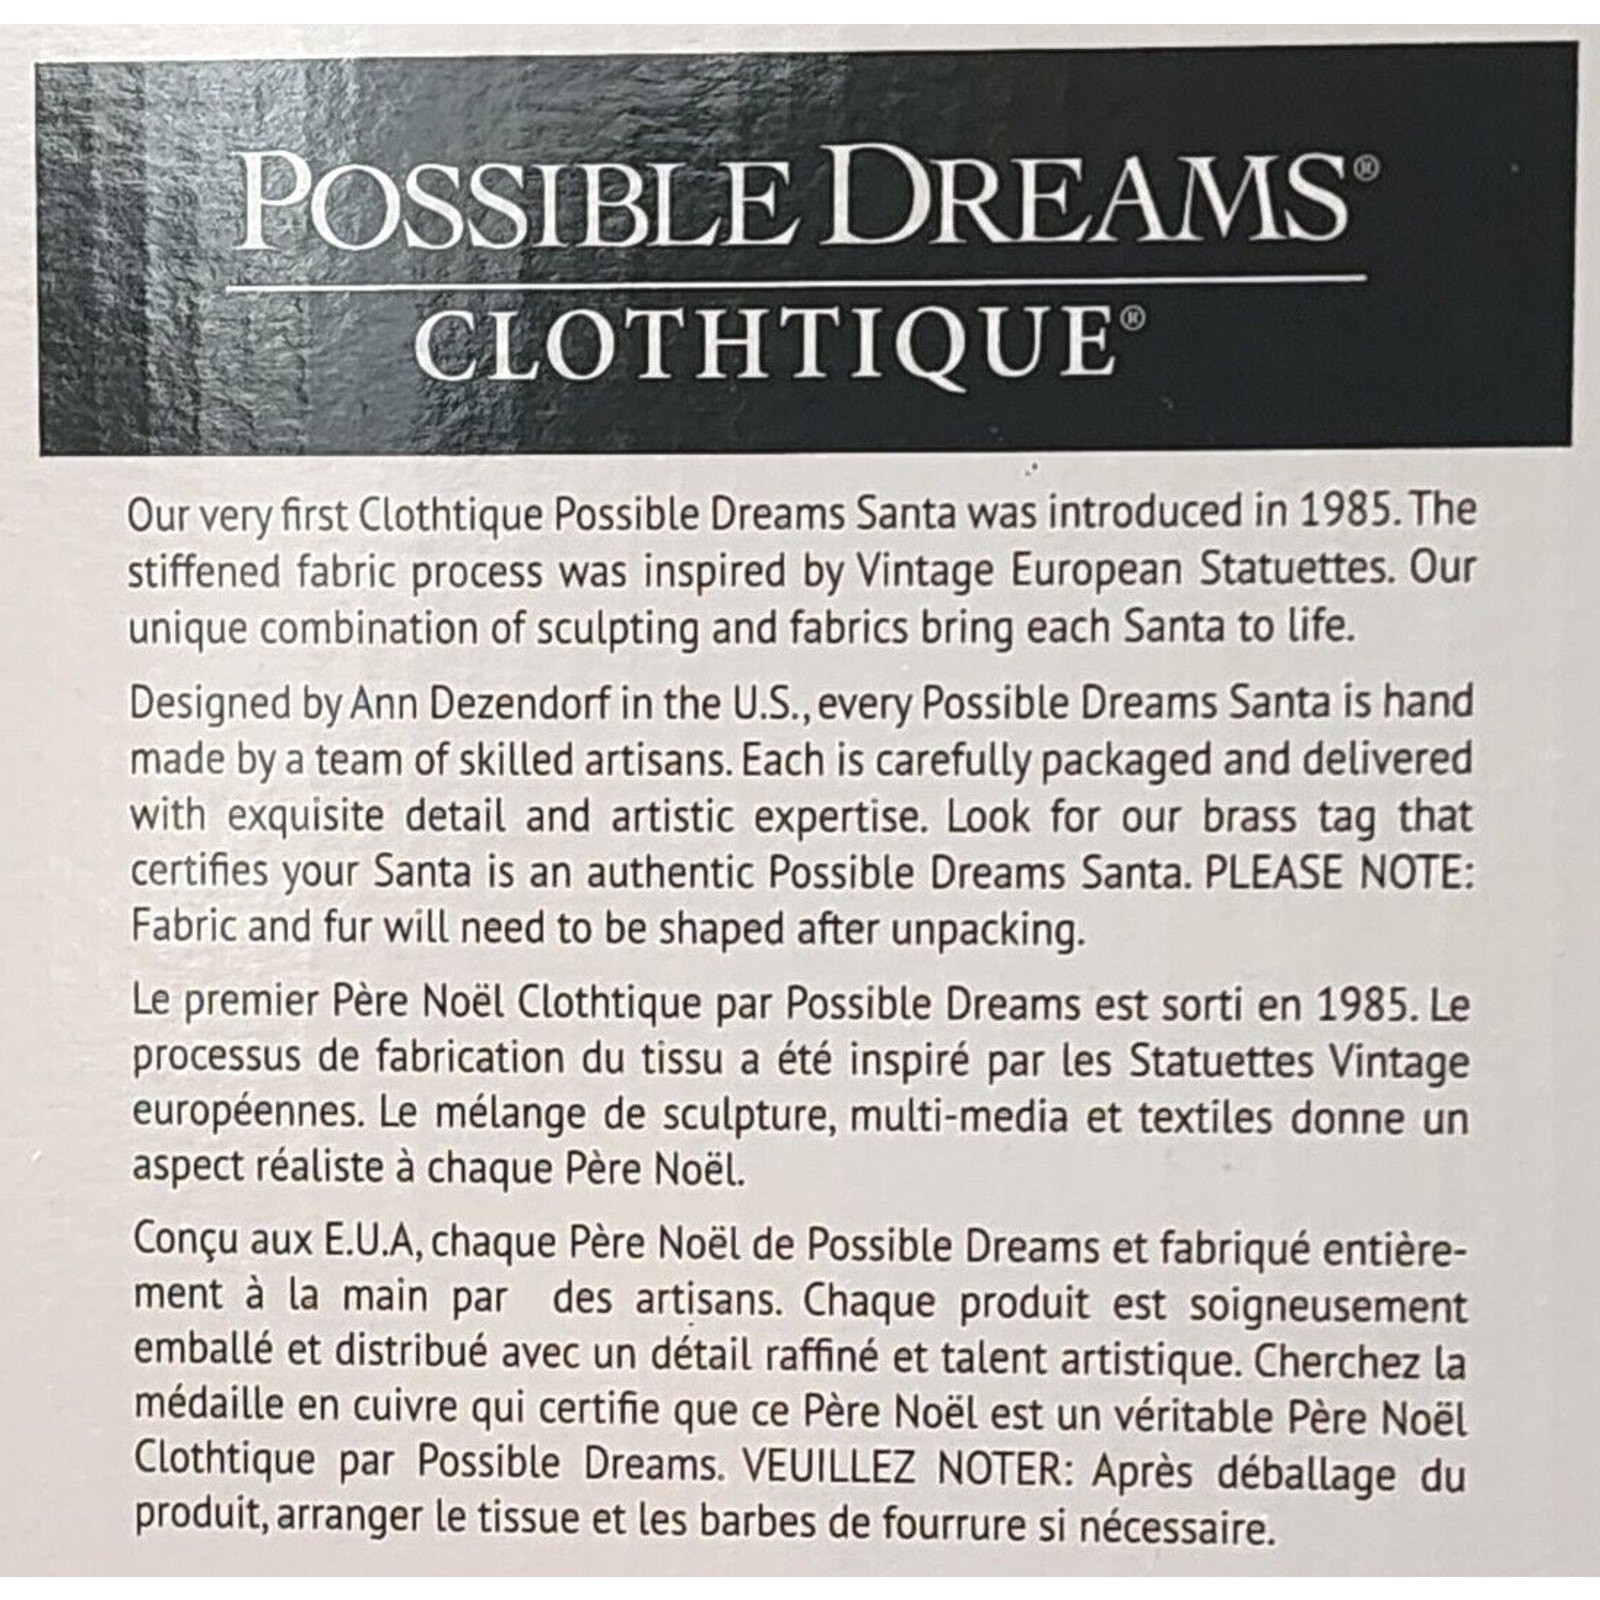 POSSIBLE DREAMS®
CLOTHTIQUE®
Our very first Clothtique Possible Dreams Santa was introduced in 1985. The
stiffened fabric process was inspired by Vintage European Statuettes. Our
unique combination of sculpting and fabrics bring each Santa to life.
Designed by Ann Dezendorf in the U.S., every Possible Dreams Santa is hand
made by a team of skilled artisans. Each is carefully packaged and delivered
with exquisite detail and artistic expertise. Look for our brass tag that
certifies your Santa is an authentic Possible Dreams Santa. PLEASE NOTE:
Fabric and fur will need to be shaped after unpacking.
Le premier Père Noël Clothtique par Possible Dreams est sorti en 1985. Le
processus de fabrication du tissu a été inspiré par les Statuettes Vintage
européennes. Le mélange de sculpture, multi-media et textiles donne un
aspect réaliste à chaque Père Noël.
Conçu aux E.U.A, chaque Père Noël de Possible Dreams et fabriqué entière-
ment à la main par des artisans. Chaque produit est soigneusement
emballé et distribué avec un détail raffiné et talent artistique. Cherchez la
médaille en cuivre qui certifie que ce Père Noël est un véritable Père Noël
Clothtique par Possible Dreams. VEUILLEZ NOTER: Après déballage du
produit, arranger le tissue et les barbes de fourrure si nécessaire.